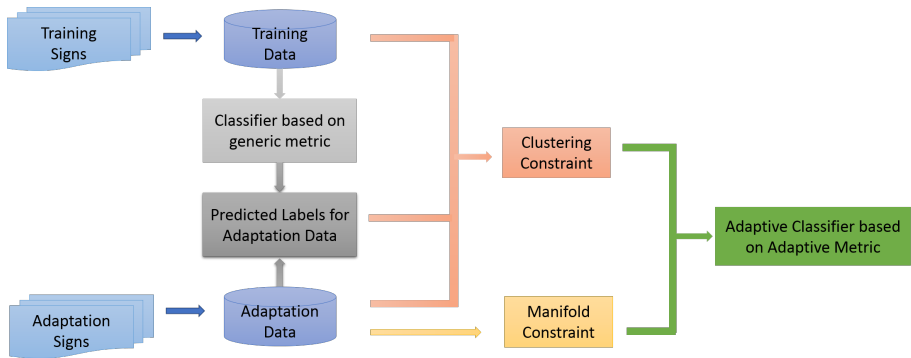 Training
Signs
Training
Data
Classifier based on
generic metric
Clustering
Constraint
Predicted Labels for
Adaptation Data
Adaptive Classifier based
on Adaptive Metric
Adaptation
Signs
Adaptation
Data
Manifold
Constraint